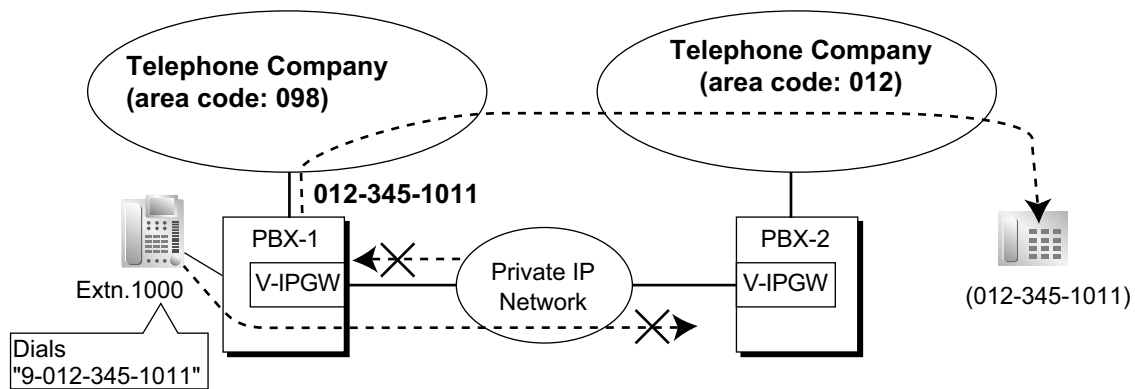 Telephone Company
(area code: 098)
Telephone Company
(area code: 012)
012-345-1011
PBX-1
V-IPGW
Private IP
Network
PBX-2
V-IPGW
Extn.1000
(012-345-1011)
Dials
"9-012-345-1011"